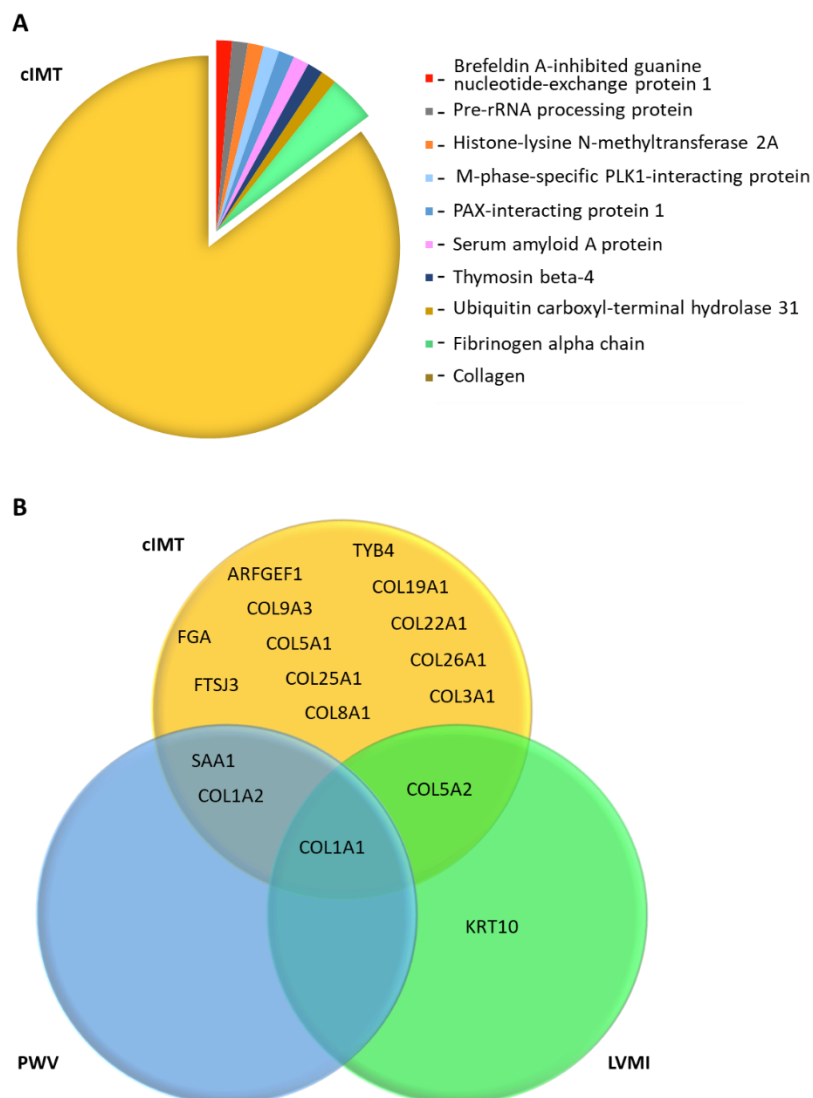 A
cIMT
- Brefeldin A-inhibited guanine
nucleotide-exchange protein 1
- Pre-rRNA processing protein
- Histone-lysine N-methyltransferase 2A
- M-phase-specific PLK1-interacting protein
- PAX-interacting protein 1
- Serum amyloid A protein
- Thymosin beta-4
- Ubiquitin carboxyl-terminal hydrolase 31
- Fibrinogen alpha chain
- Collagen
B
cIMT
TYB4
ARFGEF1
COL19A1
COL9A3
COL22A1
FGA
COL5A1
COL26A1
FTSJ3
COL25A1
COL3A1
COL8A1
SAA1
COL1A2
COL5A2
COL1A1
KRT10
PWV
LVMI